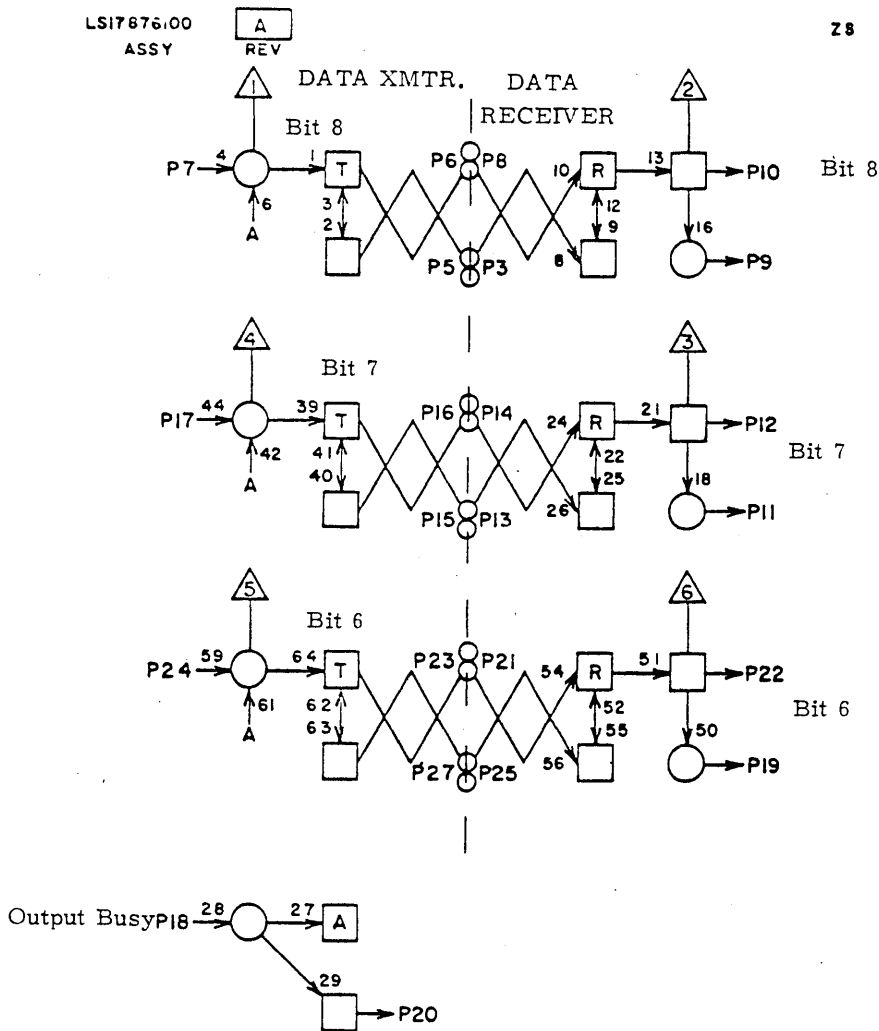 LSI7876100 A Z8
ASSY REV
1 DATA XMTR. DATA 2
RECEIVER
Bit 8
P7 4 1 T P6 P8 10 R 13 P10 Bit 8
6 3 12 16
A 2 9
P5 P3 8 P9
4 3
Bit 7
P17 44 39 T P16 P14 24 R 21 P12
42 41 22 18 Bit 7
A 40 25
P15 P13 26 P11
5 6
Bit 6
P24 59 64 T P23 P21 54 R 51 P22
61 62 52 50 Bit 6
A 63 55
P27 P25 56 P19
Output Busy P18 28 27 A
29
P20